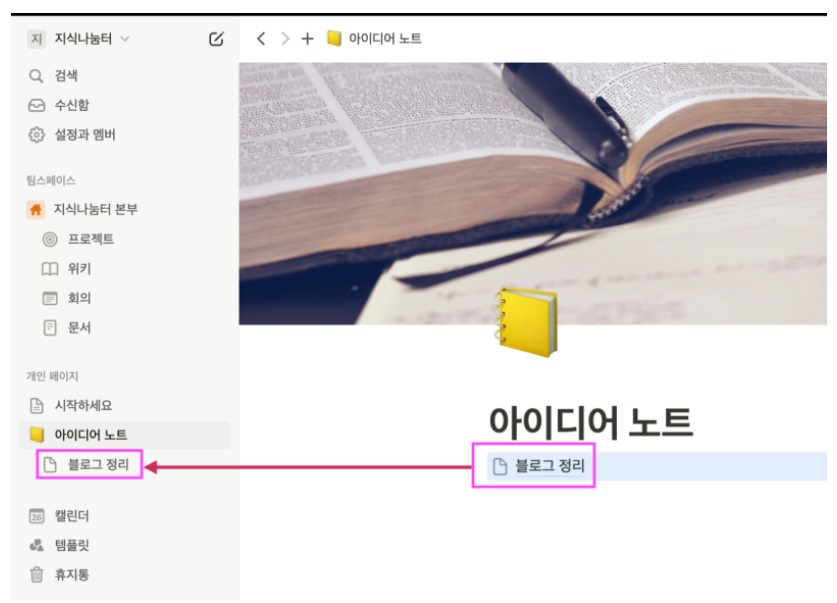 지 지식나눔터
검색
수신함
설정과 멤버
팀스페이스
지식나눔터 본부
프로젝트
위키
회의
문서
개인 페이지
시작하세요
아이디어 노트
블로그 정리
26 캘린더
템플릿
휴지통
아이디어 노트
아이디어 노트
블로그 정리